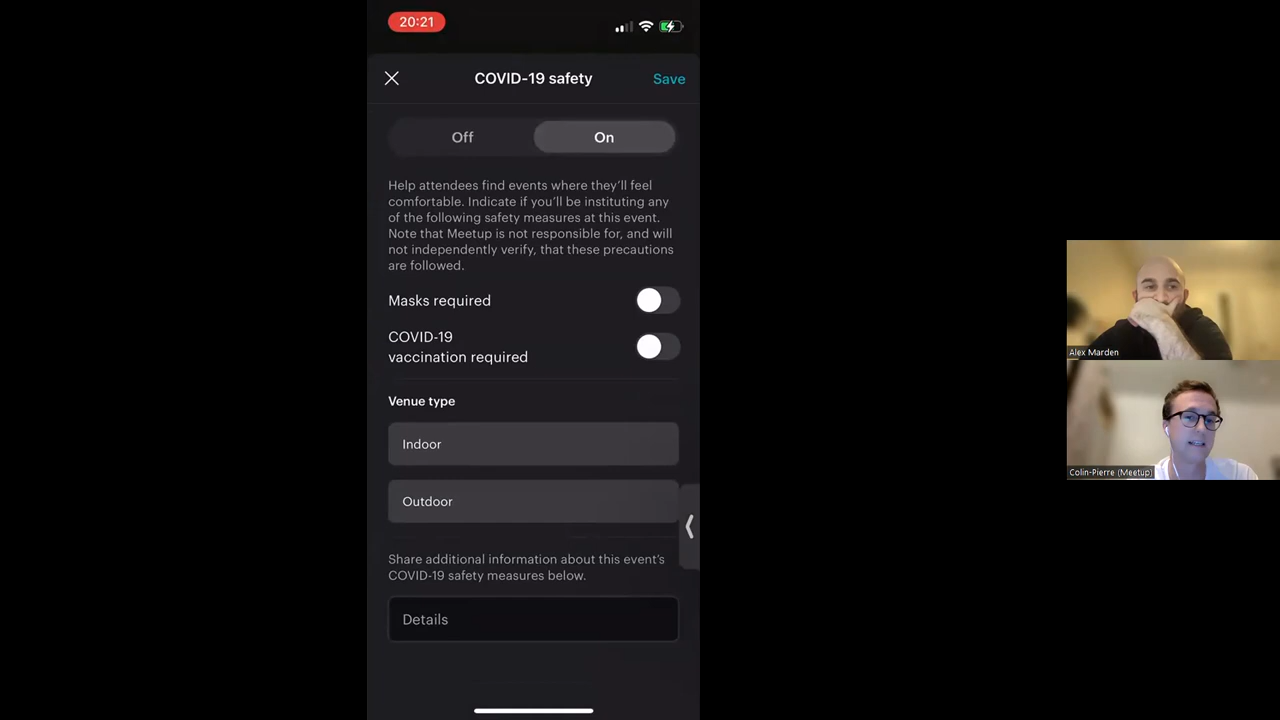 20:21
COVID-19 safety
Save
Off
On
Help attendees find events where they'll feel
comfortable. Indicate if you'll be instituting any
of the following safety measures at this event.
Note that Meetup is not responsible for, and will
not independently verify, that these precautions
are followed.
Masks required
COVID-19
vaccination required
Venue type
Indoor
Outdoor
Share additional information about this event's
COVID-19 safety measures below.
Details
Alex Marden
Colin-Pierre (Meetup)